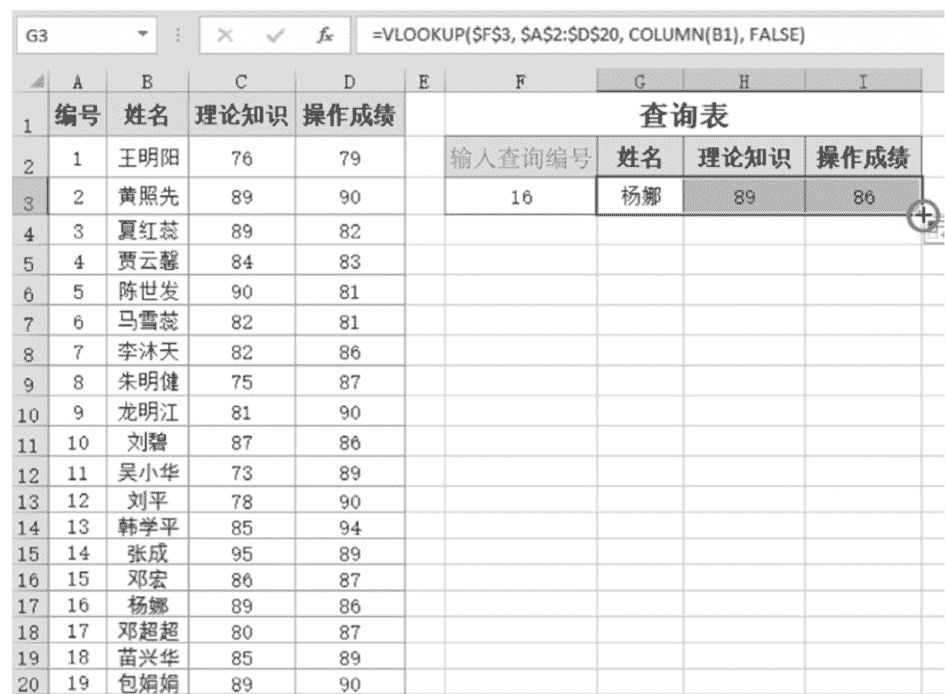 G3 fx =VLOOKUP($F$3, $A$2:$D$20, COLUMN(B1), FALSE)
A B C D E F G H I
1 编号 姓名 理论知识 操作成绩 查询表
2 1 王明阳 76 79 输入查询编号 姓名 理论知识 操作成绩
3 2 黄照先 89 90 16 杨娜 89 86
4 3 夏红蕊 89 82
5 4 贾云馨 84 83
6 5 陈世发 90 81
7 6 马雪蕊 82 81
8 7 李沐天 82 86
9 8 朱明健 75 87
10 9 龙明江 81 90
11 10 刘碧 87 86
12 11 吴小华 73 89
13 12 刘平 78 90
14 13 韩学平 85 94
15 14 张成 95 89
16 15 邓宏 86 87
17 16 杨娜 89 86
18 17 邓超超 80 87
19 18 苗兴华 85 89
20 19 包娟娟 89 90